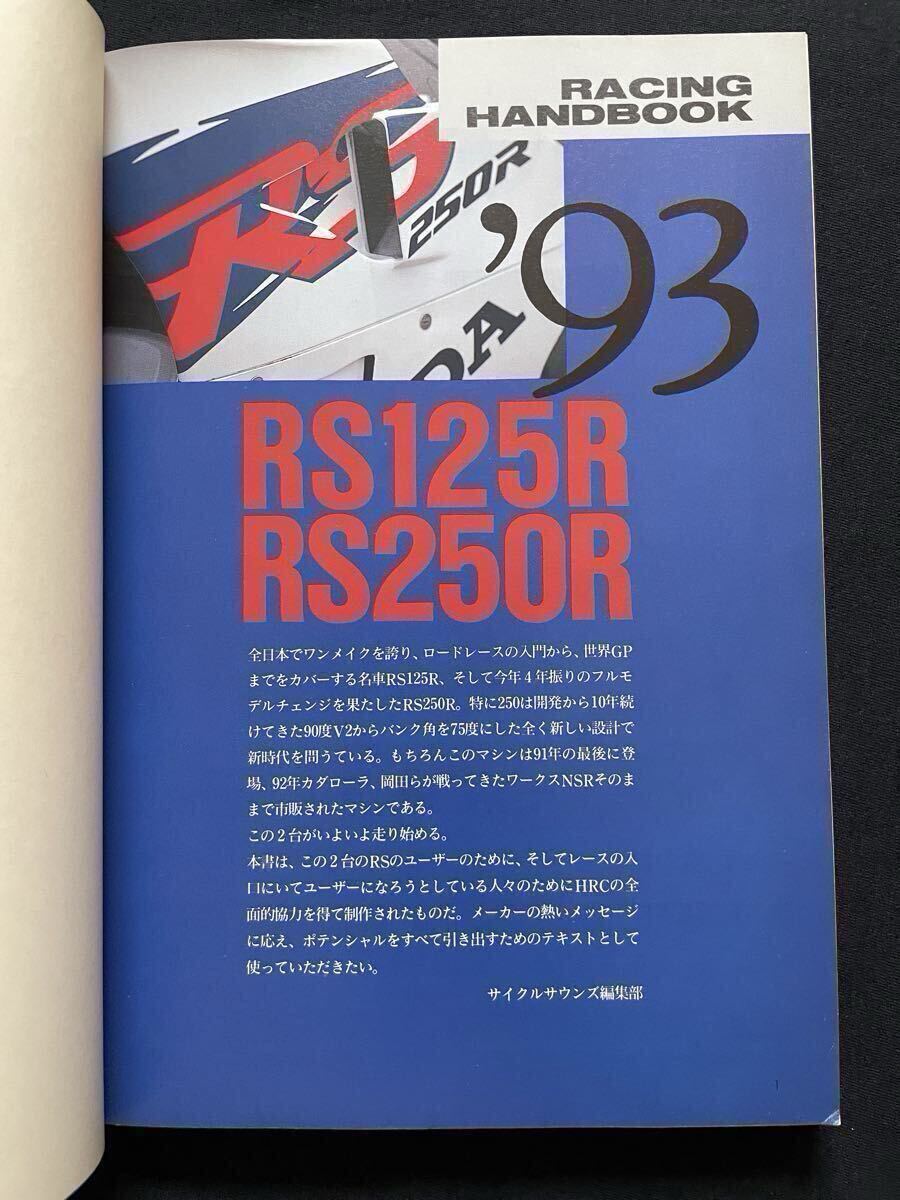 RACING
HANDBOOK
RS
250R
'93
DA
RS125R
RS250R
全日本でワンメイクを誇り、ロードレースの入門から、世界GP
までをカバーする名車RS125R、そして今年4年振りのフルモ
デルチェンジを果たしたRS250R。特に250は開発から10年続
けてきた90度V2からバンク角を75度にした全く新しい設計で
新時代を問うている。もちろんこのマシンは91年の最後に登
場、92年カダローラ、岡田らが戦ってきたワークスNSRそのま
まで市販されたマシンである。
この2台がいよいよ走り始める。
本書は、この2台のRSのユーザーのために、そしてレースの入
口にいてユーザーになろうとしている人々のためにHRCの全
面的協力を得て制作されたものだ。メーカーの熱いメッセージ
に応え、ポテンシャルをすべて引き出すためのテキストとして
使っていただきたい。
サイクルサウンズ編集部
1